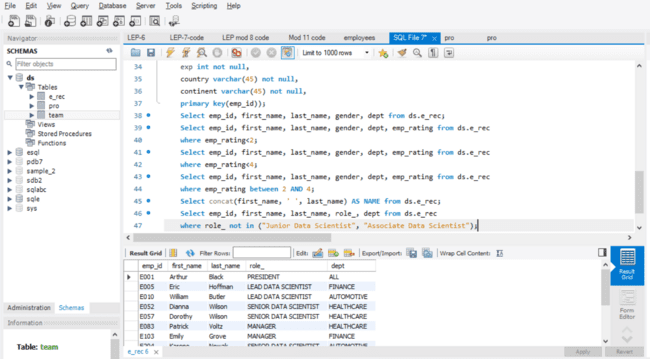 File Edit View Query Database Server Tools Scripting Help
Navigator
SCHEMAS
Filter objects
ds
Tables
e_rec
pro
team
Views
Stored Procedures
Functions
esql
pdb7
sample_2
sdb2
sqlabc
sqle
sys
Administration Schemas
Information
Table: team
LEP-6 LEP-7-code LEP mod 8 code Mod 11 code employees SQL File 7* pro pro
Limit to 1000 rows
34 exp int not null,
35 country varchar(45) not null,
36 continent varchar(45) not null,
37 primary key(emp_id));
38 Select emp_id, first_name, last_name, gender, dept from ds.e_rec;
39 Select emp_id, first_name, last_name, gender, dept, emp_rating from ds.e_rec
40 where emp_rating<2;
41 Select emp_id, first_name, last_name, gender, dept, emp_rating from ds.e_rec
42 where emp_rating<4;
43 Select emp_id, first_name, last_name, gender, dept, emp_rating from ds.e_rec
44 where emp_rating between 2 AND 4;
45 Select concat(first_name, ' ', last_name) AS NAME from ds.e_rec;
46 Select emp_id, first_name, last_name, role_, dept from ds.e_rec
47 where role_ not in ("Junior Data Scientist", "Associate Data Scientist");
Result Grid Filter Rows: Edit: Export/Import: Wrap Cell Content:
emp_id first_name last_name role_ dept
E001 Arthur Black PRESIDENT ALL
E005 Eric Hoffman LEAD DATA SCIENTIST FINANCE
E010 William Butler LEAD DATA SCIENTIST AUTOMOTIVE
E052 Dianna Wilson SENIOR DATA SCIENTIST HEALTHCARE
E057 Dorothy Wilson SENIOR DATA SCIENTIST HEALTHCARE
E083 Patrick Voltz MANAGER HEALTHCARE
E103 Emily Grove MANAGER FINANCE
Result
Grid
Form
Editor
e_rec 6
Apply Revert